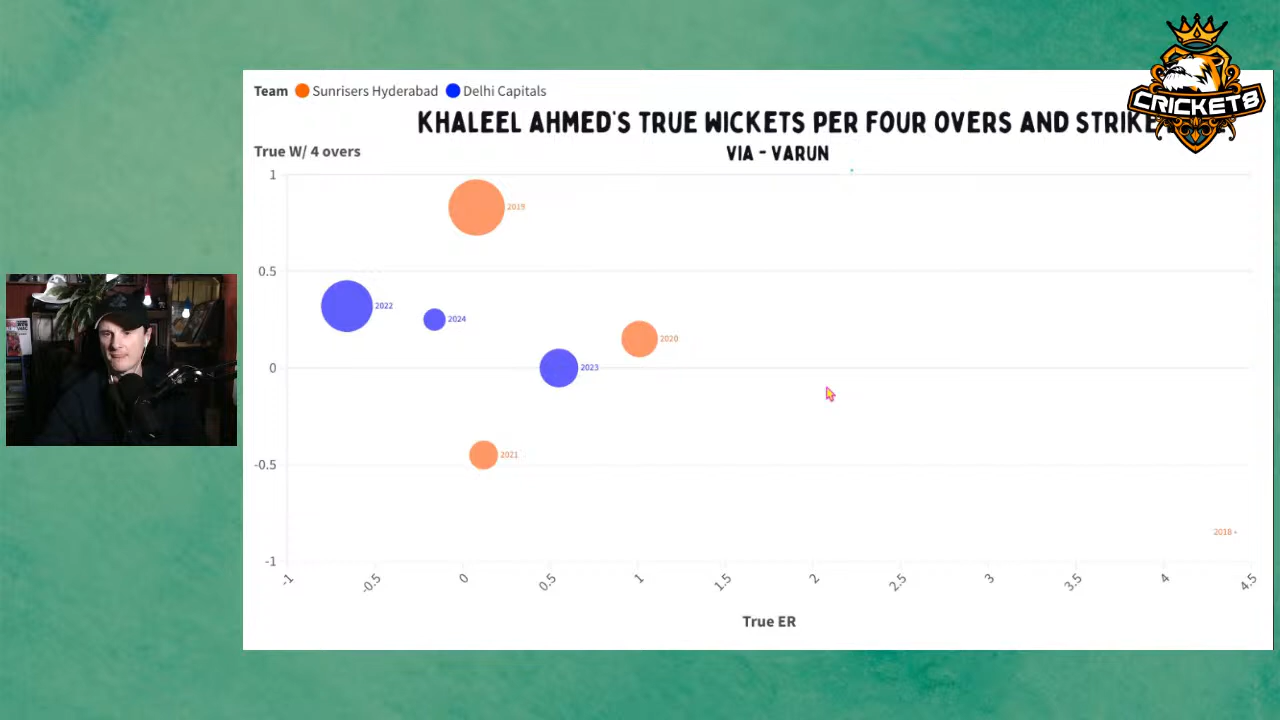 Team Sunrisers Hyderabad Delhi Capitals
CRICKET8
KHALEEL AHMED'S TRUE WICKETS PER FOUR OVERS AND STRIKE
True W/ 4 overs
VIA - VARUN
1
2019
0.5
2022
2024
2020
0
2023
2021
-0.5
2018
-1
-1 -0.5 0 0.5 1 1.5 2 2.5 3 3.5 4 4.5
True ER